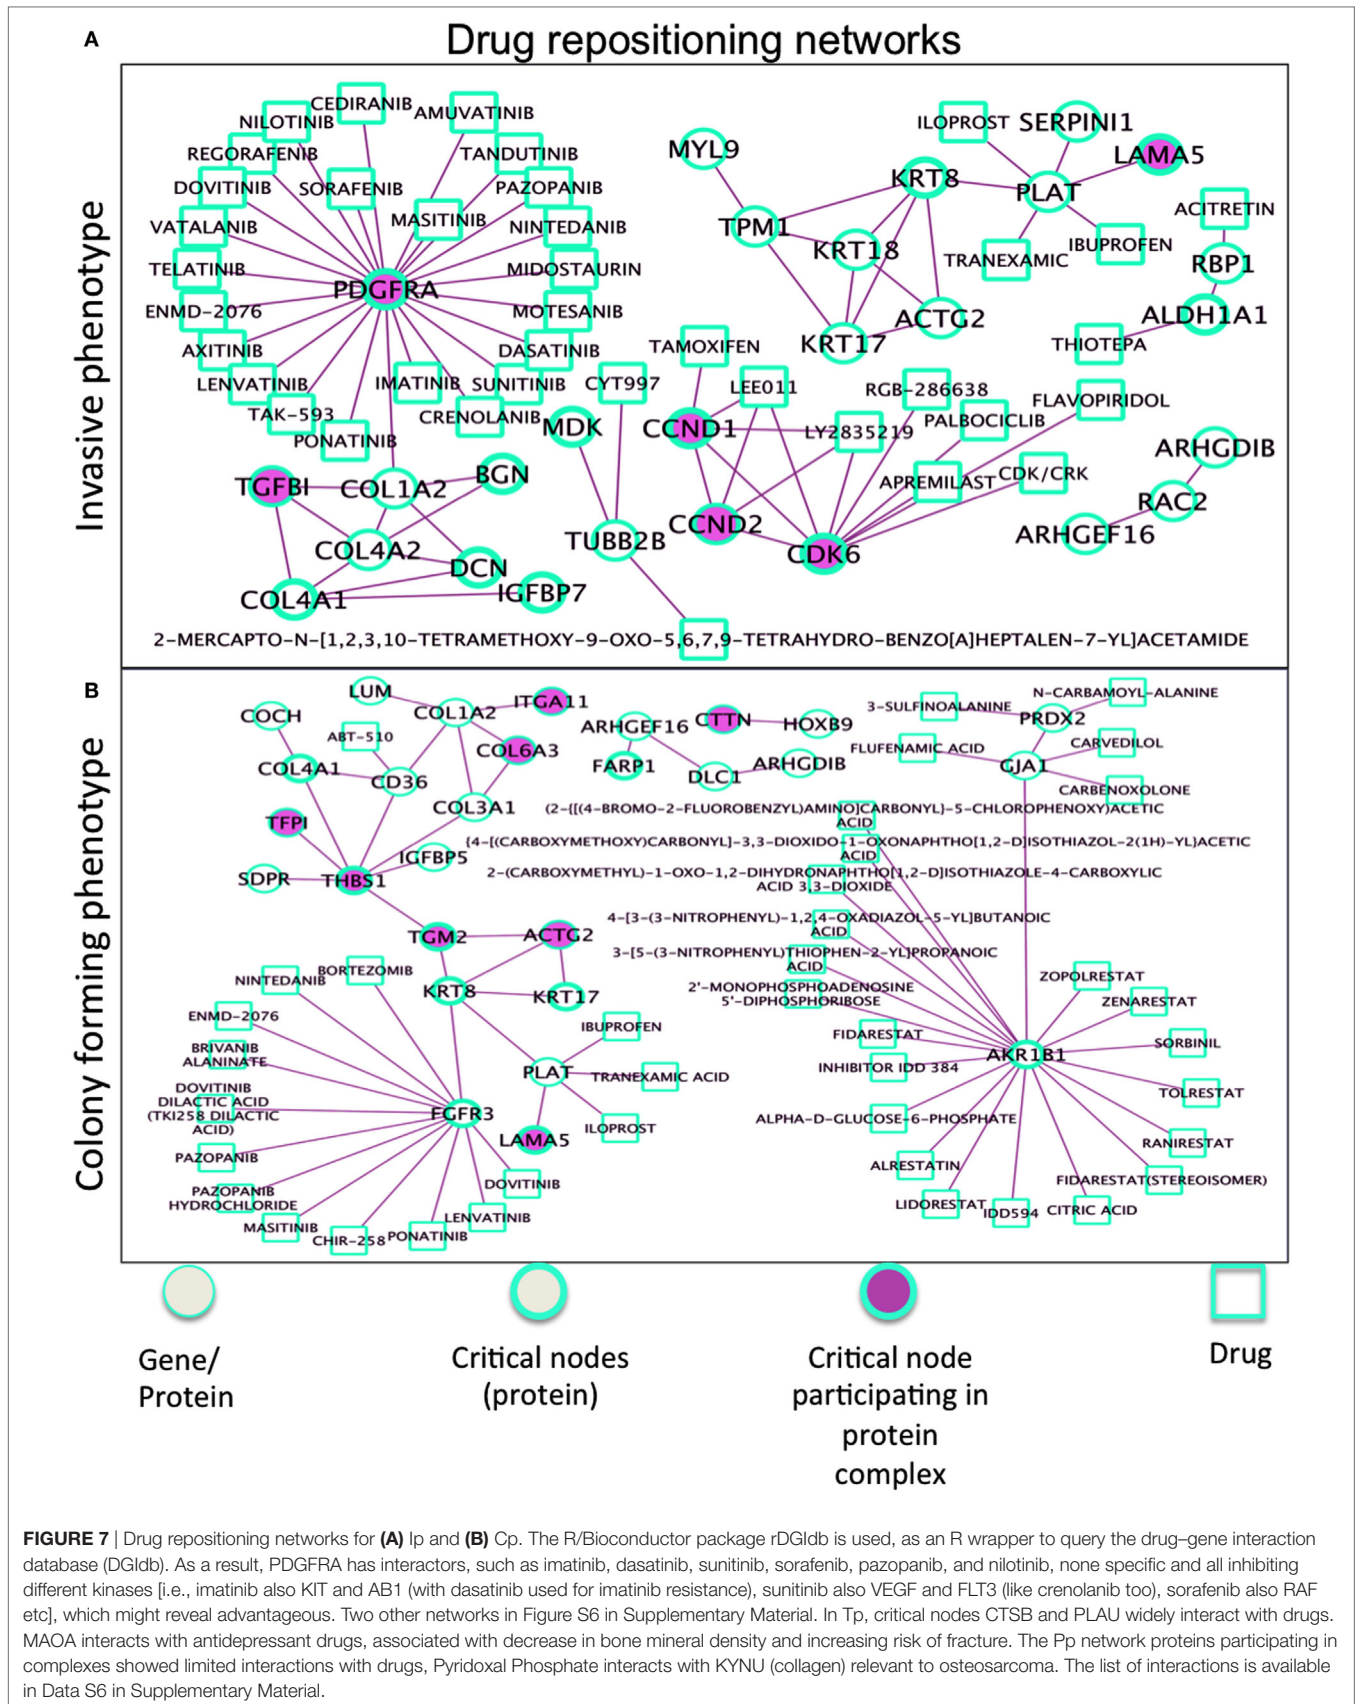 A
Drug repositioning networks
Invasive phenotype
CEDIRANIB
NILOTINIB
AMUVATINIB
REGORAFENIB
TANDUTINIB
DOVITINIB
SORAFENIB
PAZOPANIB
VATALANIB
MASITINIB
NINTEDANIB
TELATINIB
MIDOSTAURIN
PDGFRA
ENMD-2076
MOTESANIB
AXITINIB
DASATINIB
LENVATINIB
IMATINIB
SUNITINIB
TAK-593
CRENOLANIB
PONATINIB
CYT997
MDK
TGFBI
COL1A2
BGN
COL4A2
DCN
COL4A1
IGFBP7
TUBB2B
2-MERCAPTO-N-[1,2,3,10-TETRAMETHOXY-9-OXO-5,6,7,9-TETRAHYDRO-BENZO[A]HEPTALEN-7-YL]ACETAMIDE
MYL9
ILOPROST
SERPINI1
LAMA5
KRT8
PLAT
TPM1
KRT18
TRANEXAMIC
IBUPROFEN
ACTG2
KRT17
ACITRETIN
RBP1
ALDH1A1
THIOTEPA
TAMOXIFEN
LEE011
RGB-286638
FLAVOPIRIDOL
CCND1
LY2835219
PALBOCICLIB
APREMILAST
CDK/CRK
CCND2
CDK6
ARHGDIB
RAC2
ARHGEF16
B
Colony forming phenotype
LUM
COCH
COL1A2
ITGA11
ABT-510
COL6A3
COL4A1
CD36
COL3A1
TFPI
IGFBP5
SDPR
THBS1
ARHGEF16
CTTN
HOXB9
FARP1
DLC1
ARHGDIB
3-SULFINOALANINE
N-CARBAMOYL-ALANINE
PRDX2
FLUFENAMIC ACID
CARVEDILOL
GJA1
CARBENOXOLONE
(2-{[(4-BROMO-2-FLUOROBENZYL)AMINO]CARBONYL}-5-CHLOROPHENOXY)ACETIC
ACID
{4-[(CARBOXYMETHOXY)CARBONYL]-3,3-DIOXIDO-1-OXONAPHTHO[1,2-D]ISOTHIAZOL-2(1H)-YL}ACETIC
ACID
2-(CARBOXYMETHYL)-1-OXO-1,2-DIHYDRONAPHTHO[1,2-D]ISOTHIAZOLE-4-CARBOXYLIC
ACID 3,3-DIOXIDE
4-[3-(3-NITROPHENYL)-1,2,4-OXADIAZOL-5-YL]BUTANOIC
ACID
3-[5-(3-NITROPHENYL)THIOPHEN-2-YL]PROPANOIC
ACID
2'-MONOPHOSPHOADENOSINE
5'-DIPHOSPHORIBOSE
TGM2
ACTG2
KRT8
KRT17
NINTEDANIB
BORTEZOMIB
ENMD-2076
BRIVANIB
ALANINATE
DOVITINIB
DILACTIC ACID
(TKI258 DILACTIC
ACID)
FGFR3
PAZOPANIB
PAZOPANIB
HYDROCHLORIDE
MASITINIB
CHIR-258
PONATINIB
LENVATINIB
DOVITINIB
IBUPROFEN
PLAT
TRANEXAMIC ACID
ILOPROST
LAMA5
ZOPOLRESTAT
ZENARESTAT
FIDARESTAT
AKR1B1
SORBINIL
INHIBITOR IDD 384
TOLRESTAT
ALPHA-D-GLUCOSE-6-PHOSPHATE
RANIRESTAT
ALRESTATIN
FIDARESTAT(STEREOISOMER)
LIDORESTAT
IDD594
CITRIC ACID
Gene/
Protein
Critical nodes
(protein)
Critical node
participating in
protein
complex
Drug
FIGURE 7 | Drug repositioning networks for (A) Ip and (B) Cp. The R/Bioconductor package rDGIdb is used, as an R wrapper to query the drug–gene interaction
database (DGIdb). As a result, PDGFRA has interactors, such as imatinib, dasatinib, sunitinib, sorafenib, pazopanib, and nilotinib, none specific and all inhibiting
different kinases [i.e., imatinib also KIT and AB1 (with dasatinib used for imatinib resistance), sunitinib also VEGF and FLT3 (like crenolanib too), sorafenib also RAF
etc], which might reveal advantageous. Two other networks in Figure S6 in Supplementary Material. In Tp, critical nodes CTSB and PLAU widely interact with drugs.
MAOA interacts with antidepressant drugs, associated with decrease in bone mineral density and increasing risk of fracture. The Pp network proteins participating in
complexes showed limited interactions with drugs, Pyridoxal Phosphate interacts with KYNU (collagen) relevant to osteosarcoma. The list of interactions is available
in Data S6 in Supplementary Material.